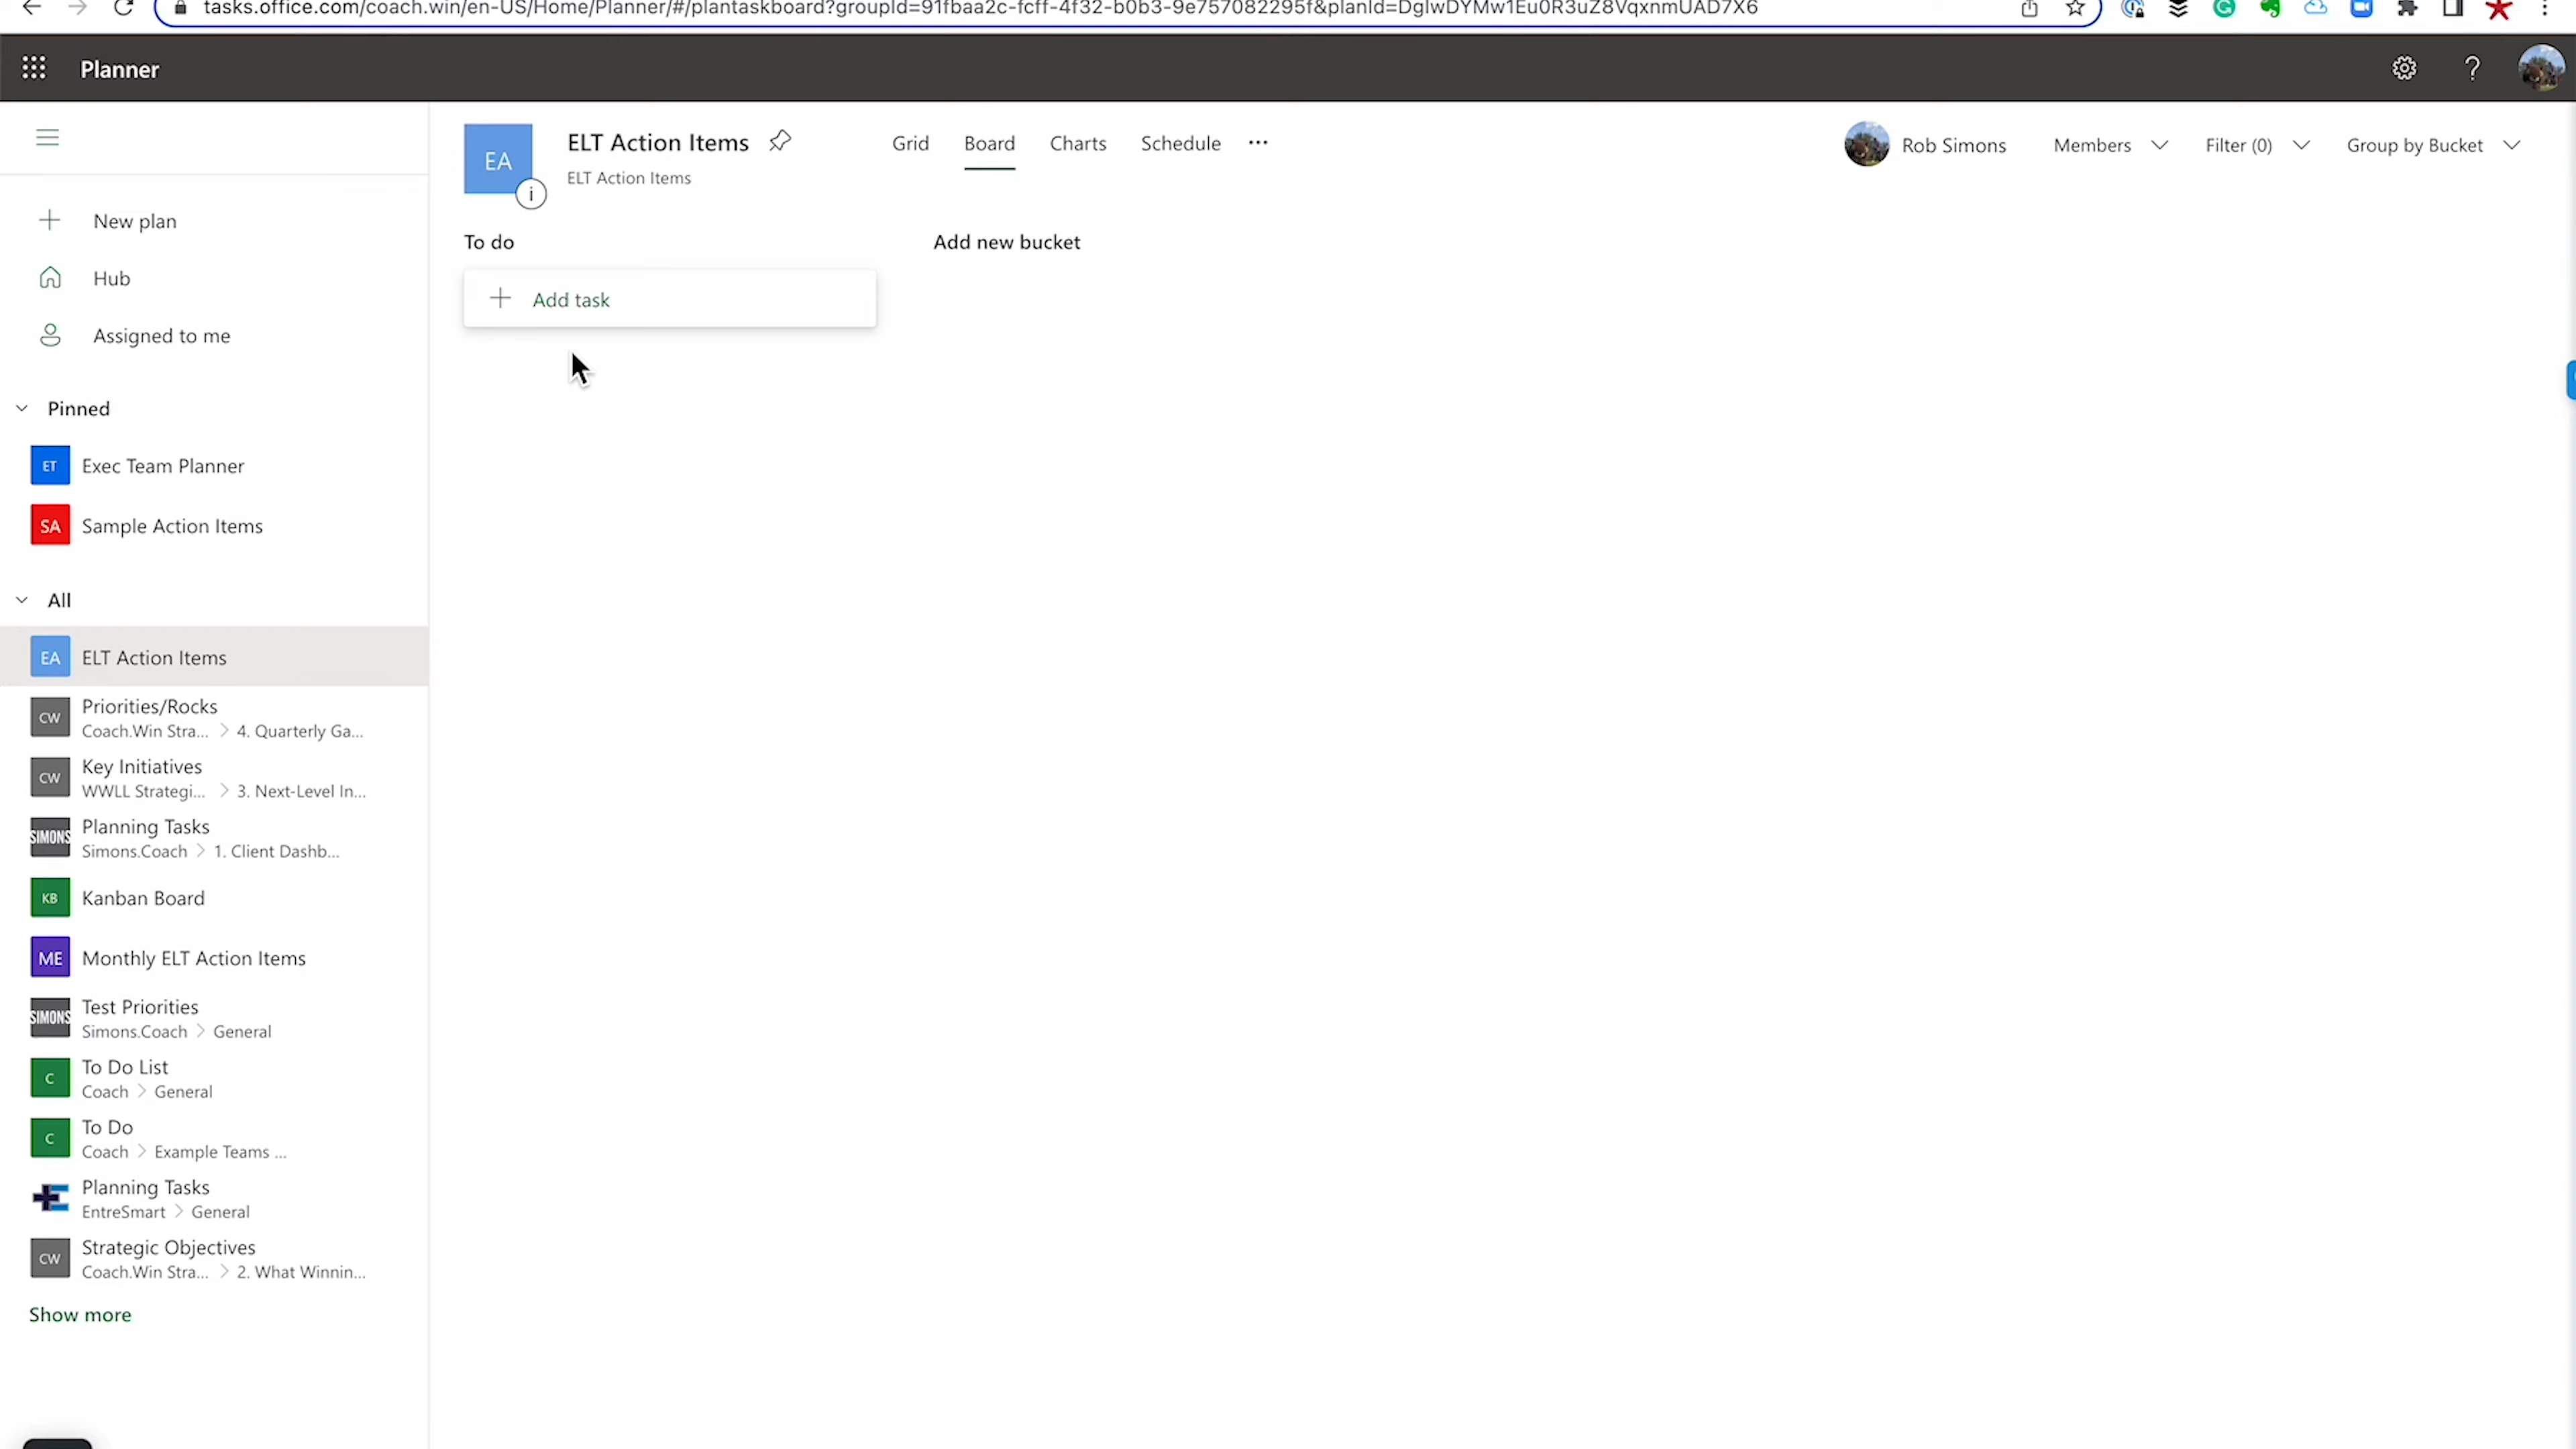 tasks.office.com/coach.win/en-US/Home/Planner/#/plantaskboard?groupId=91fbaa2c-fcff-4f32-b0b3-9e757082295f&planId=DgIwDYMw1Eu0R3uZ8VqxnmUAD7X6
Planner
?
EA
i
ELT Action Items
ELT Action Items
Grid
Board
Charts
Schedule
...
Rob Simons
Members
Filter (0)
Group by Bucket
New plan
Hub
Assigned to me
Pinned
ET Exec Team Planner
SA Sample Action Items
All
EA ELT Action Items
CW Priorities/Rocks
Coach.Win Stra... > 4. Quarterly Ga...
CW Key Initiatives
WWLL Strategi... > 3. Next-Level In...
SIMONS Planning Tasks
Simons.Coach > 1. Client Dashb...
KB Kanban Board
ME Monthly ELT Action Items
SIMONS Test Priorities
Simons.Coach > General
C To Do List
Coach > General
C To Do
Coach > Example Teams ...
Planning Tasks
EntreSmart > General
CW Strategic Objectives
Coach.Win Stra... > 2. What Winnin...
Show more
To do
+ Add task
Add new bucket